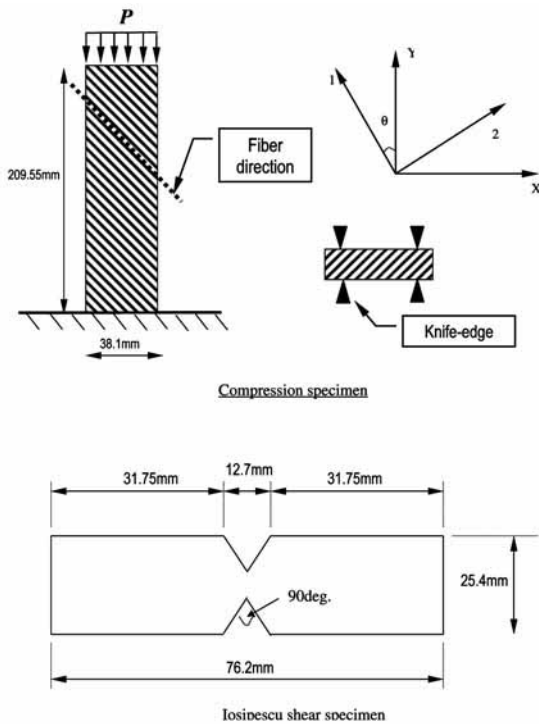 P
209.55mm
Fiber
direction
38.1mm
1
Y
θ
2
X
Knife-edge
Compression specimen
31.75mm
12.7mm
31.75mm
90deg.
25.4mm
76.2mm
Iosipescu shear specimen